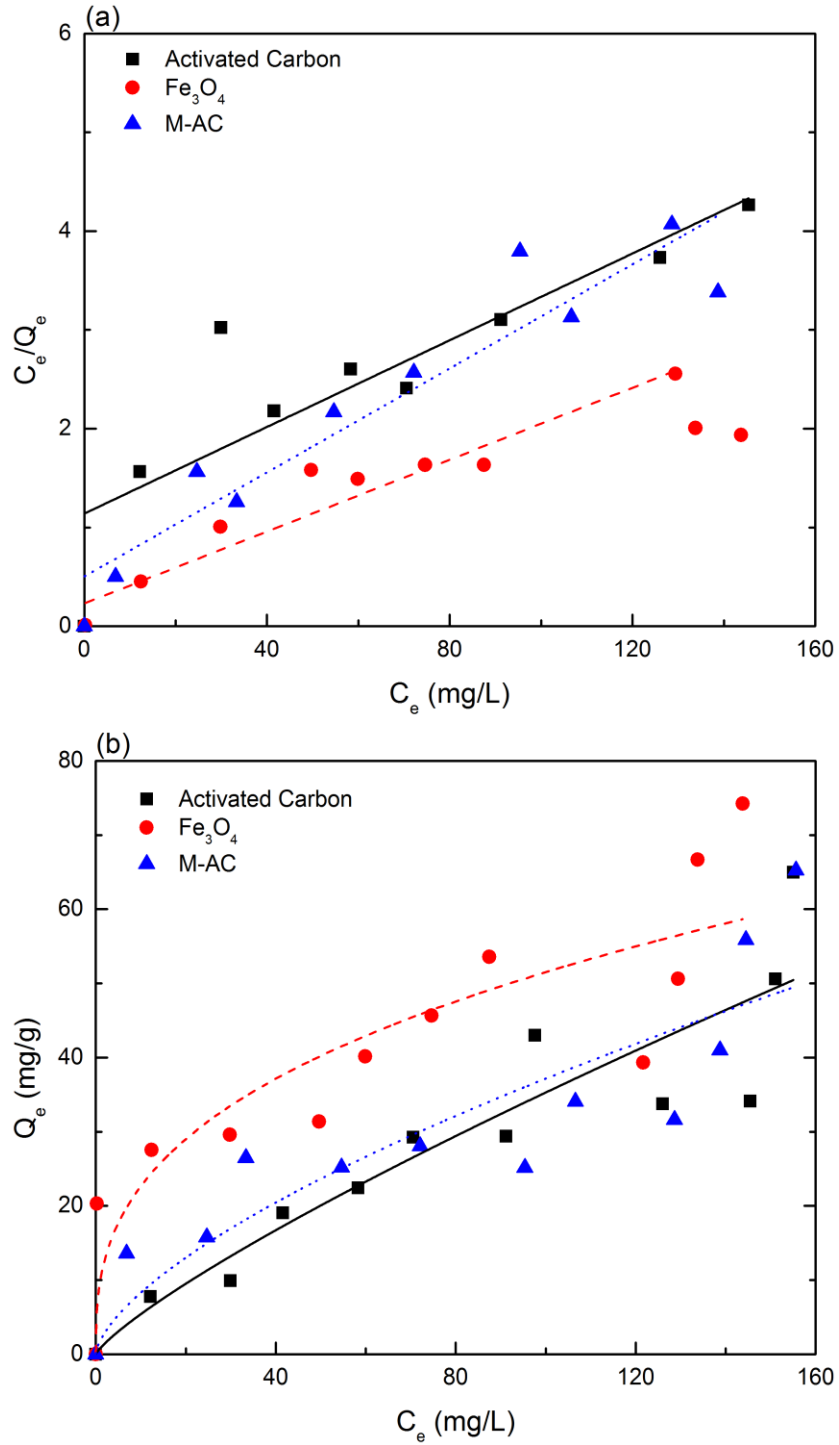 (a)
6
Activated Carbon
Fe₃O₄
M-AC
4
Cₑ/Qₑ
2
0
0 40 80 120 160
Cₑ (mg/L)
(b)
80
Activated Carbon
Fe₃O₄
M-AC
60
Qₑ (mg/g)
40
20
0
0 40 80 120 160
Cₑ (mg/L)